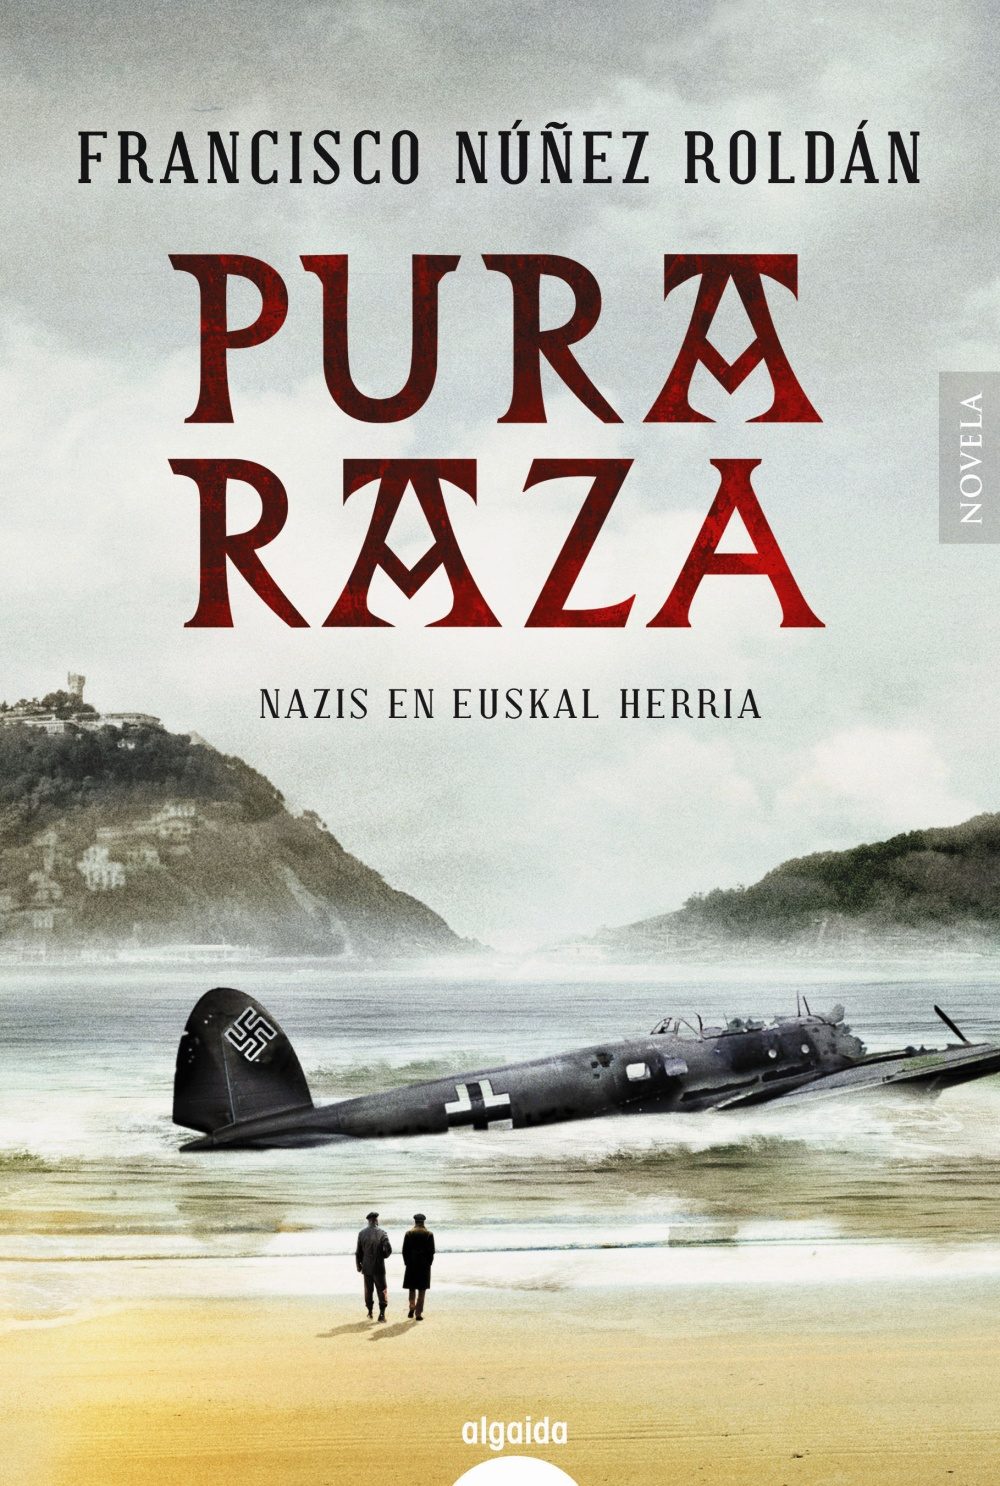 FRANCISCO NÚÑEZ ROLDÁN
PURA
RAZA
NOVELA
NAZIS EN EUSKAL HERRIA
algaida